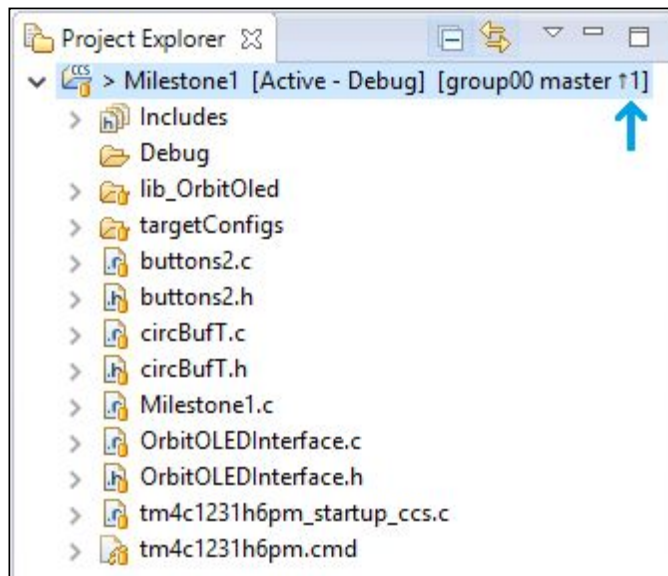 Project Explorer
> Milestone1 [Active - Debug] [group00 master ↑1]
Includes
Debug
lib_OrbitOled
targetConfigs
buttons2.c
buttons2.h
circBufT.c
circBufT.h
Milestone1.c
OrbitOLEDInterface.c
OrbitOLEDInterface.h
tm4c1231h6pm_startup_ccs.c
tm4c1231h6pm.cmd